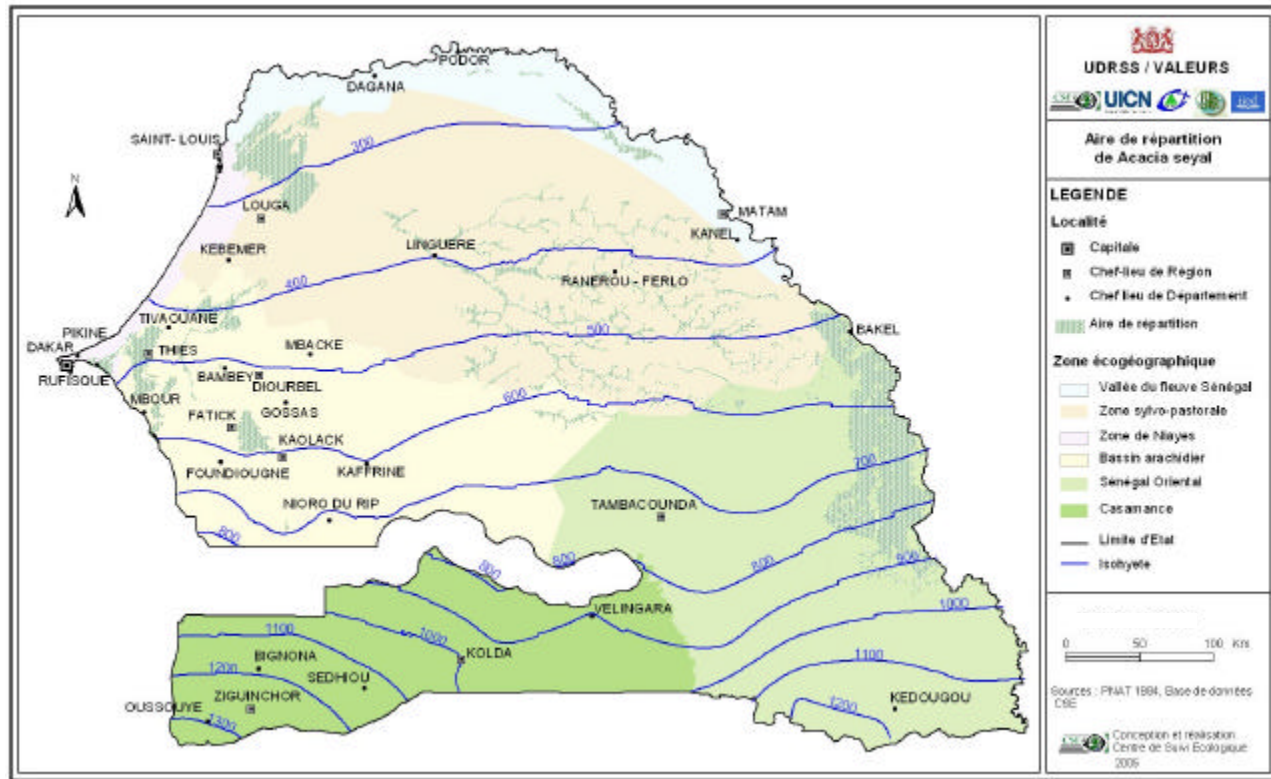 PODOR
DAGANA
SAINT- LOUIS
300
N
LOUGA
MATAM
KANEL
KEBEMER
LINGUERE
400
RANEROU - FERLO
TIVAOUANE
PIKINE
500
BAKEL
DAKAR
THIES
MBACKE
RUFISQUE
BAMBEY
DIOURBEL
MBOUR
600
GOSSAS
FATICK
KAOLACK
FOUNDIOUGNE
KAFFRINE
700
NIORO DU RIP
TAMBACOUNDA
800
800
800
800
900
VELINGARA
1000
1100
1000
BIGNONA
KOLDA
1100
1200
SEDHIOU
ZIGUINCHOR
OUSSOUYE
1300
1200
KEDOUGOU
UDRSS / VALEURS
UICN
Aire de répartition
de Acacia seyal
LEGENDE
Localité
Capitale
Chef-lieu de Région
Chef lieu de Département
Aire de répartition
Zone écogéographique
Vallée du fleuve Sénégal
Zone sylvo-pastorale
Zone de Niayes
Bassin arachidier
Sénégal Oriental
Casamance
Limite d'Etat
Isohyete
0 50 100 Km
Sources : PNAT 1984, Base de données
CSE
Conception et réalisation
Centre de Suivi Ecologique